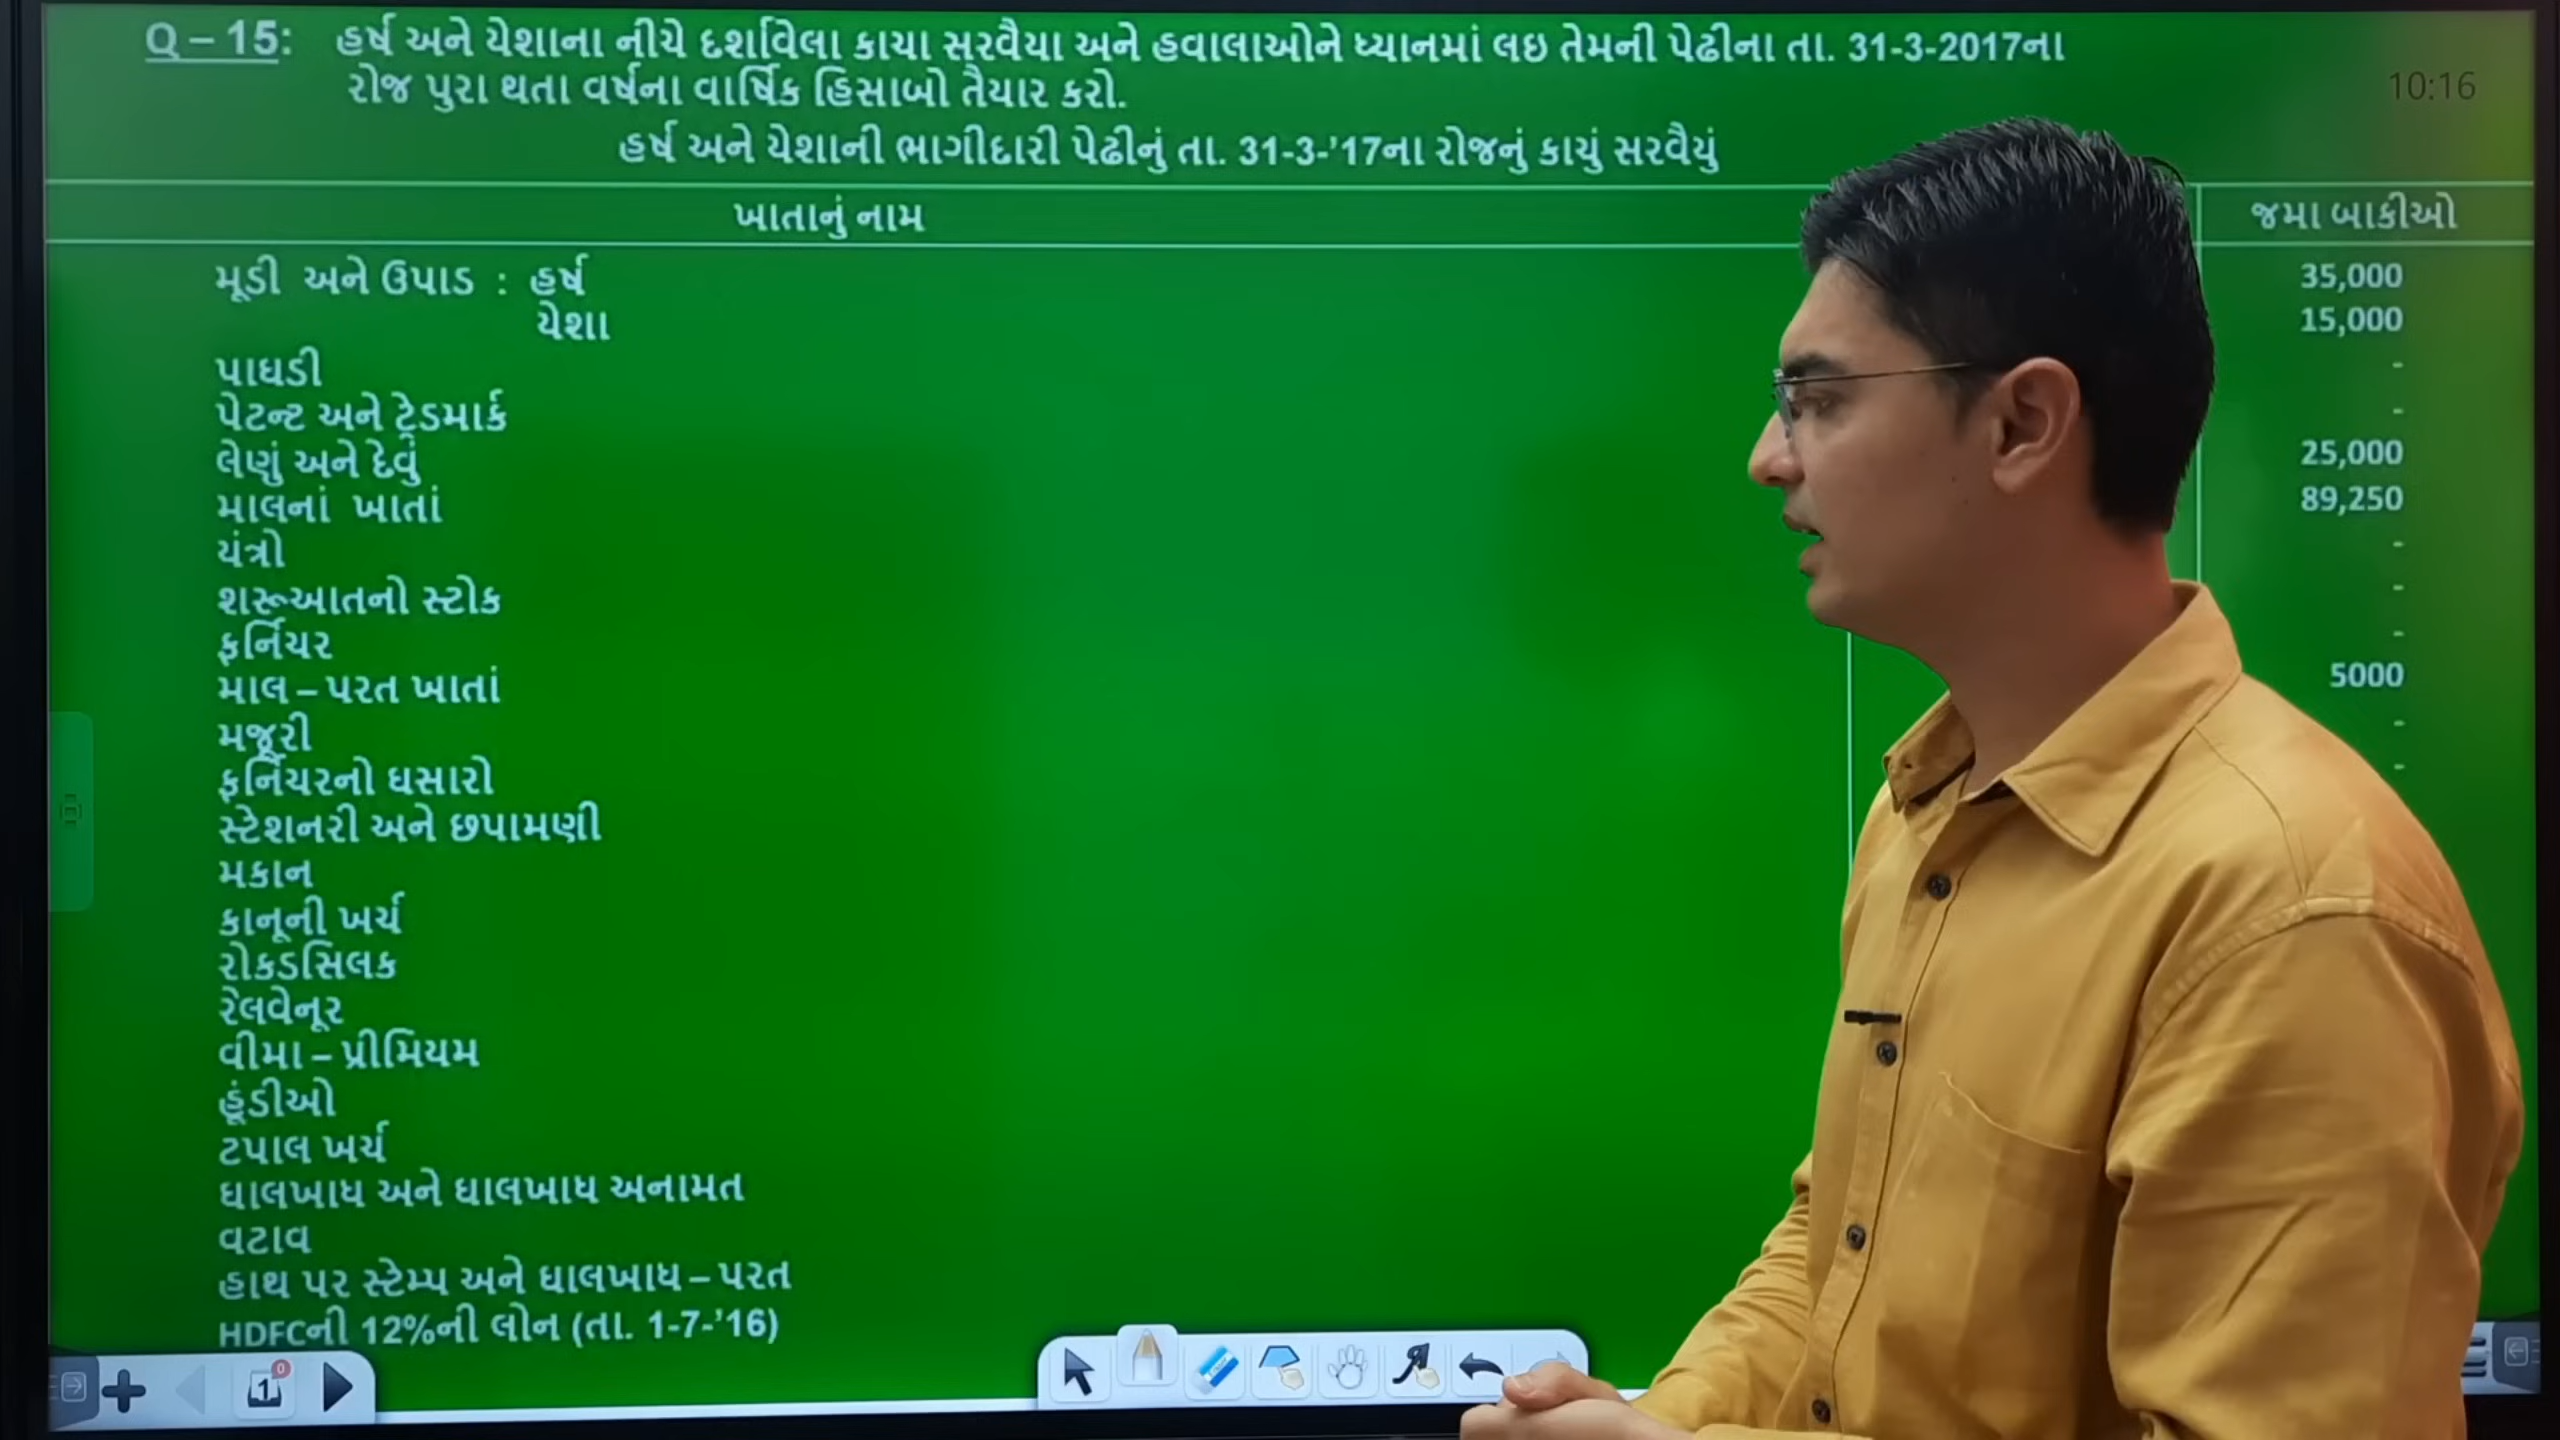 Q – 15: હર્ષ અને યેશાના નીચે દર્શાવેલા કાચા સરવૈયા અને હવાલાઓને ધ્યાનમાં લઇ તેમની પેઢીના તા. 31-3-2017ના
રોજ પુરા થતા વર્ષના વાર્ષિક હિસાબો તૈયાર કરો.
10:16
હર્ષ અને યેશાની ભાગીદારી પેઢીનું તા. 31-3-'17ના રોજનું કાચું સરવૈયું
ખાતાનું નામ જમા બાકીઓ
મૂડી અને ઉપાડ : હર્ષ 35,000
યેશા 15,000
પાઘડી -
પેટન્ટ અને ટ્રેડમાર્ક -
લેણું અને દેવું 25,000
માલનાં ખાતાં 89,250
યંત્રો -
શરૂઆતનો સ્ટોક -
ફર્નિચર -
માલ – પરત ખાતાં 5000
મજૂરી -
ફર્નિચરનો ઘસારો -
સ્ટેશનરી અને છપામણી
મકાન
કાનૂની ખર્ચ
રોકડસિલક
રેલવેનૂર
વીમા – પ્રીમિયમ
હૂંડીઓ
ટપાલ ખર્ચ
ઘાલખાધ અને ઘાલખાધ અનામત
વટાવ
હાથ પર સ્ટેમ્પ અને ઘાલખાધ – પરત
HDFCની 12%ની લોન (તા. 1-7-'16)
1
0